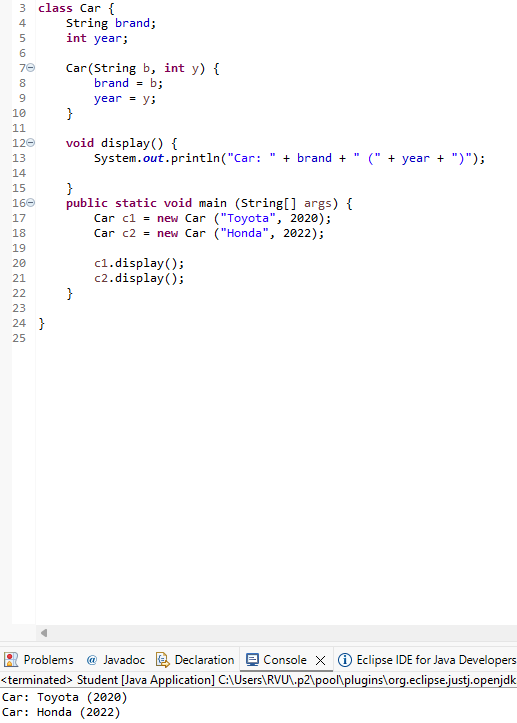 3 class Car {
4     String brand;
5     int year;
6
7     Car(String b, int y) {
8         brand = b;
9         year = y;
10     }
11
12     void display() {
13         System.out.println("Car: " + brand + " (" + year + ")");
14
15     }
16     public static void main (String[] args) {
17         Car c1 = new Car ("Toyota", 2020);
18         Car c2 = new Car ("Honda", 2022);
19
20         c1.display();
21         c2.display();
22     }
23
24 }
25
Problems @ Javadoc Declaration Console Eclipse IDE for Java Developers
<terminated> Student [Java Application] C:\Users\RVU\.p2\pool\plugins\org.eclipse.justj.openjdk
Car: Toyota (2020)
Car: Honda (2022)